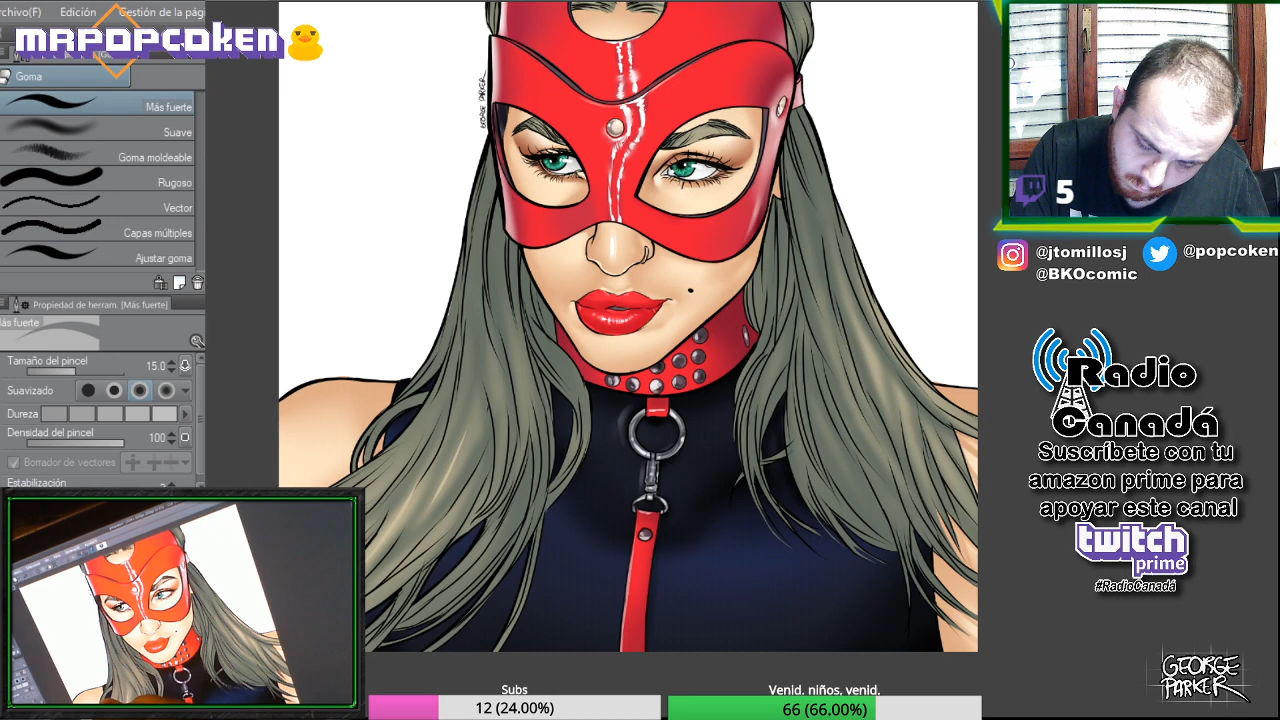 rchivo(F) Edición Gestión de la pág
MRPOPCOKEN
Goma
Más fuerte
Suave
Goma moldeable
Rugoso
Vector
Capas múltiples
Ajustar goma
Propiedad de herram. [Más fuerte]
Más fuerte
Tamaño del pincel 15.0
Suavizado
Dureza
Densidad del pincel 100
Borrador de vectores
Estabilización
GEORGE PARKER
5
@jtomillosj @popcoken
@BKOcomic
Radio
Canadá
Suscríbete con tu
amazon prime para
apoyar este canal
twitch
prime
#RadioCanadá
GEORGE
PARKER
Subs
12 (24.00%)
Venid, niños, venid.
66 (66.00%)